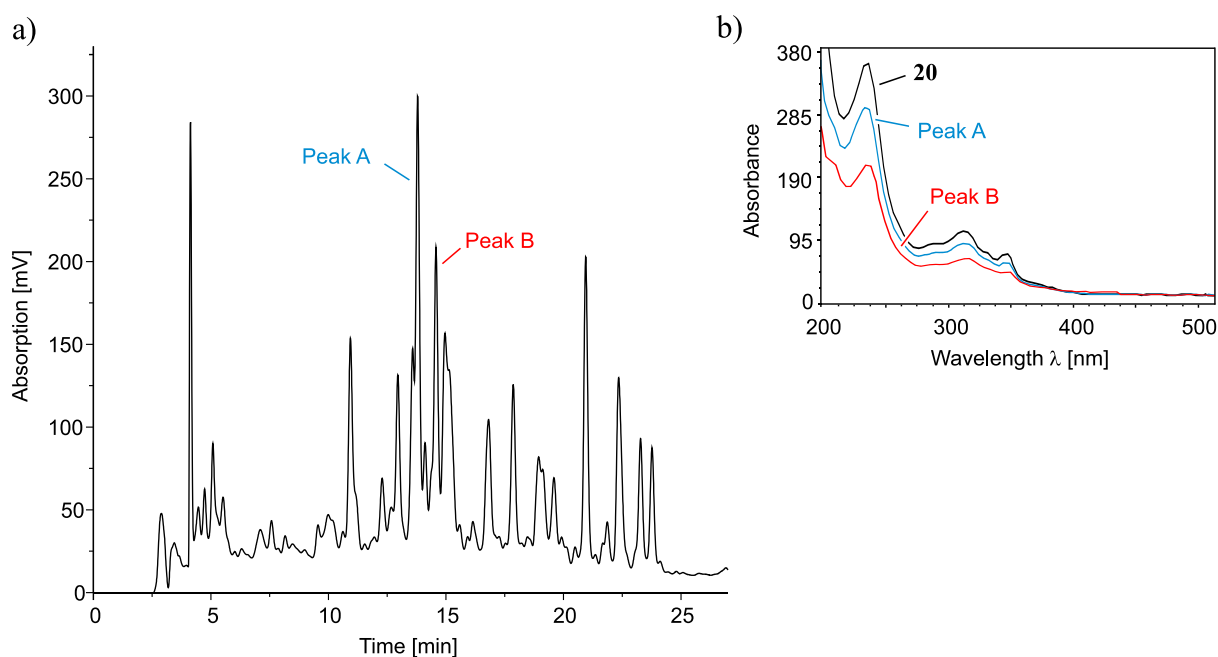 a)
Absorption [mV]
300
250
200
150
100
50
0
Peak A
Peak B
0 5 10 15 20 25
Time [min]
b)
Absorbance
380
285
190
95
0
20
Peak A
Peak B
200 300 400 500
Wavelength λ [nm]